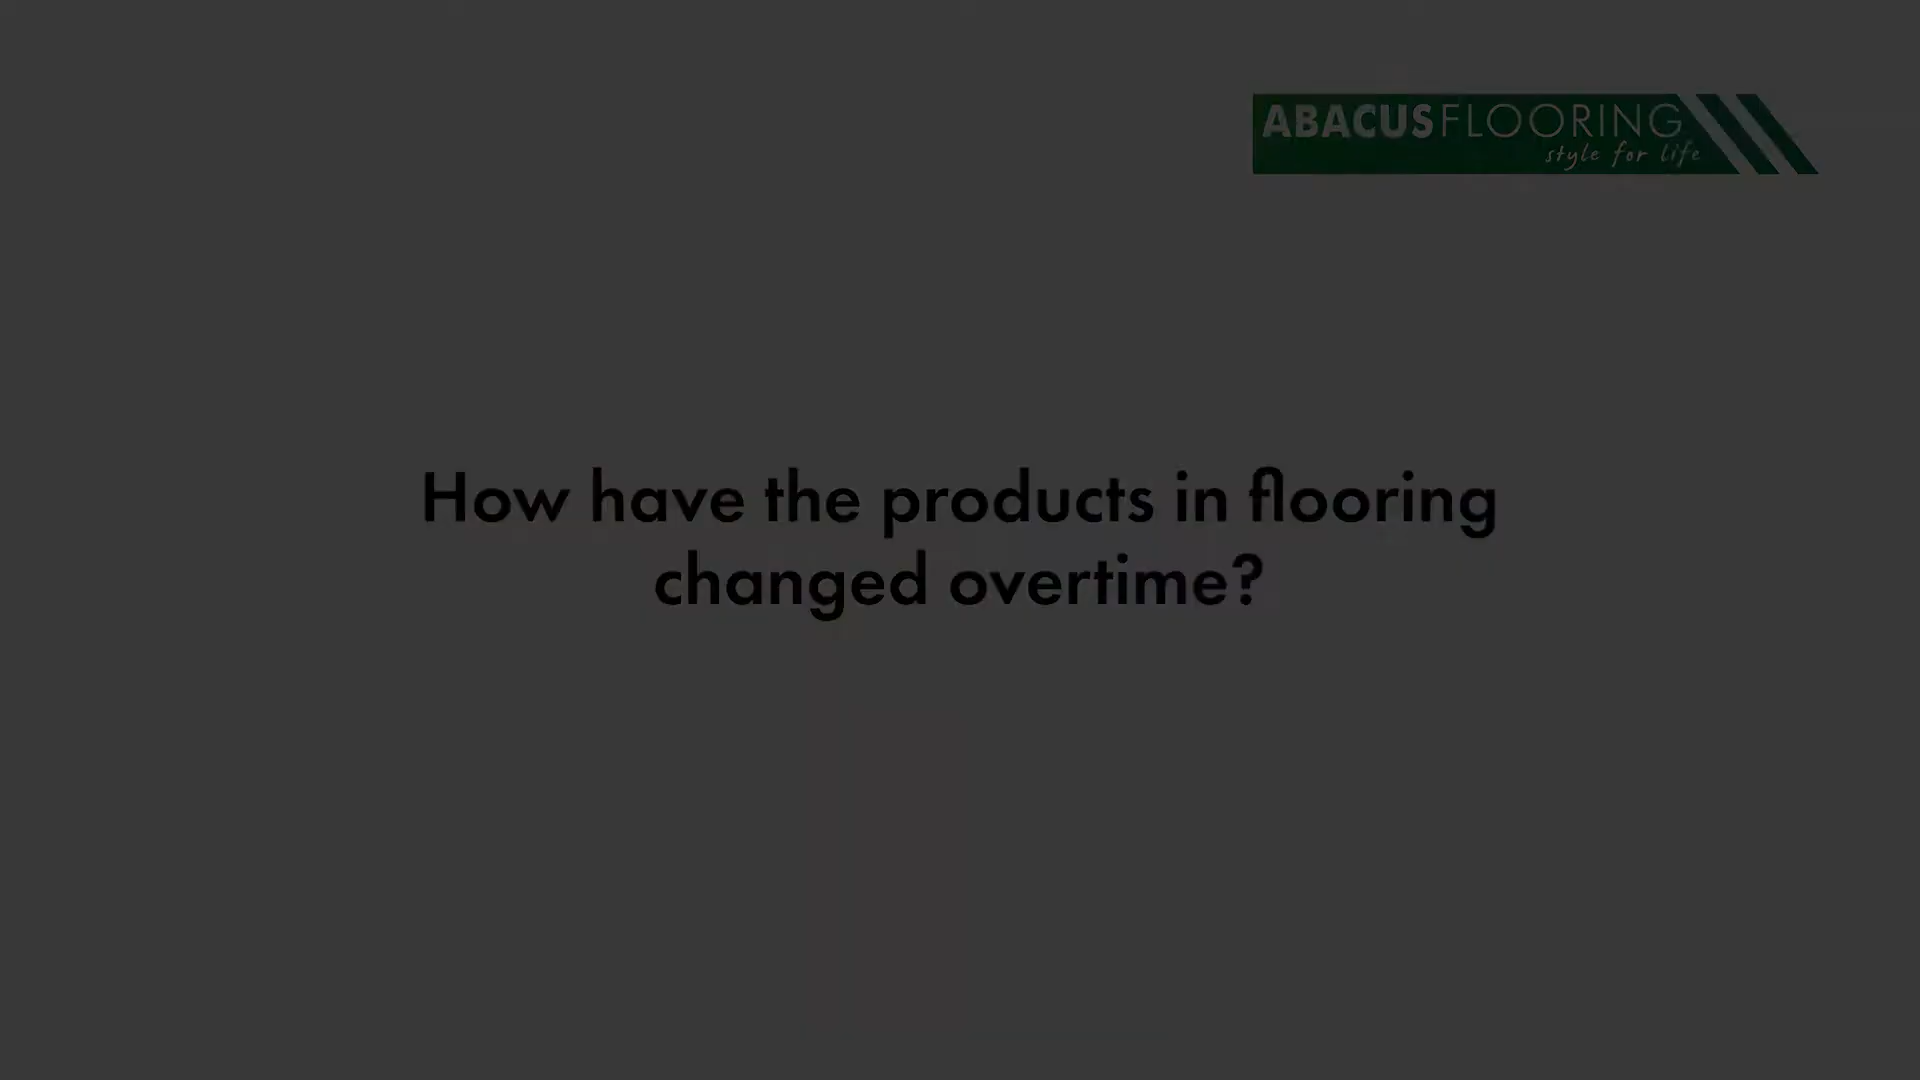 ABACUSFLOORING
style for life
How have the products in flooring
changed overtime?